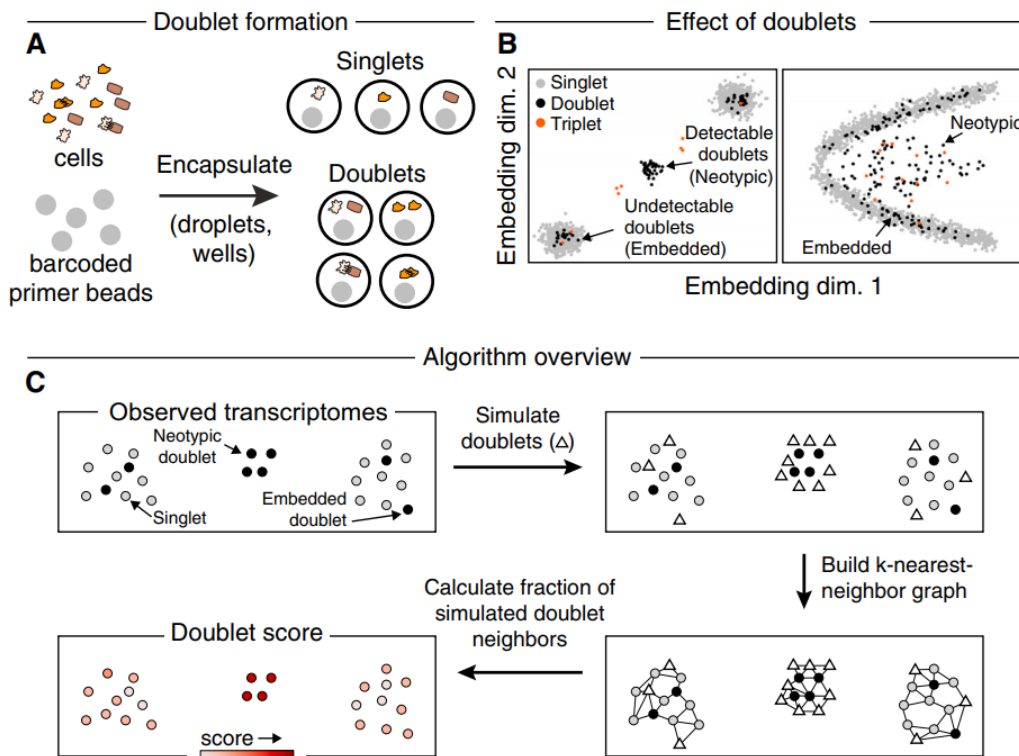 Doublet formation
A
Singlets
cells
Encapsulate
(droplets,
wells)
Doublets
barcoded
primer beads
Effect of doublets
B
Embedding dim. 2
Singlet
Doublet
Triplet
Detectable
doublets
(Neotypic)
Undetectable
doublets
(Embedded)
Neotypic
Embedded
Embedding dim. 1
Algorithm overview
C
Observed transcriptomes
Neotypic
doublet
Embedded
doublet
Singlet
Simulate
doublets (△)
Build k-nearest-
neighbor graph
Calculate fraction of
simulated doublet
neighbors
Doublet score
score